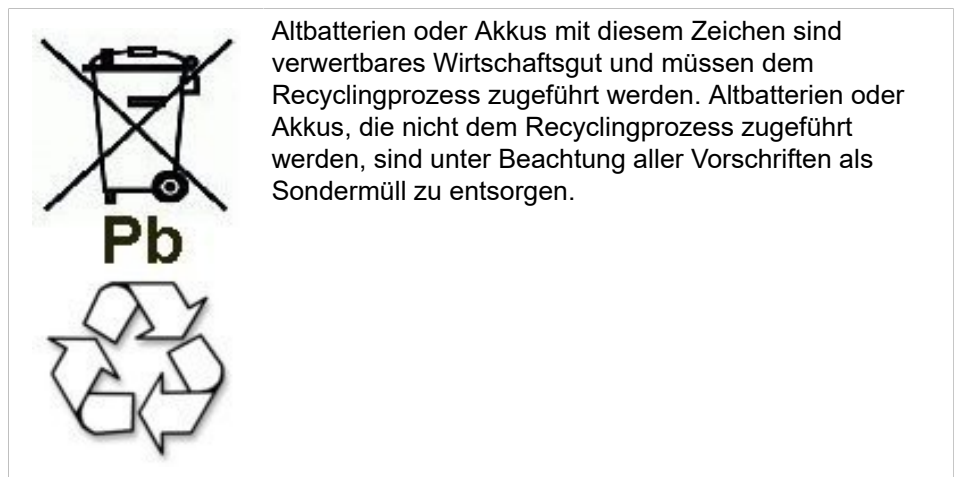 Altbatterien oder Akkus mit diesem Zeichen sind
verwertbares Wirtschaftsgut und müssen dem
Recyclingprozess zugeführt werden. Altbatterien oder
Akkus, die nicht dem Recyclingprozess zugeführt
werden, sind unter Beachtung aller Vorschriften als
Sondermüll zu entsorgen.
Pb